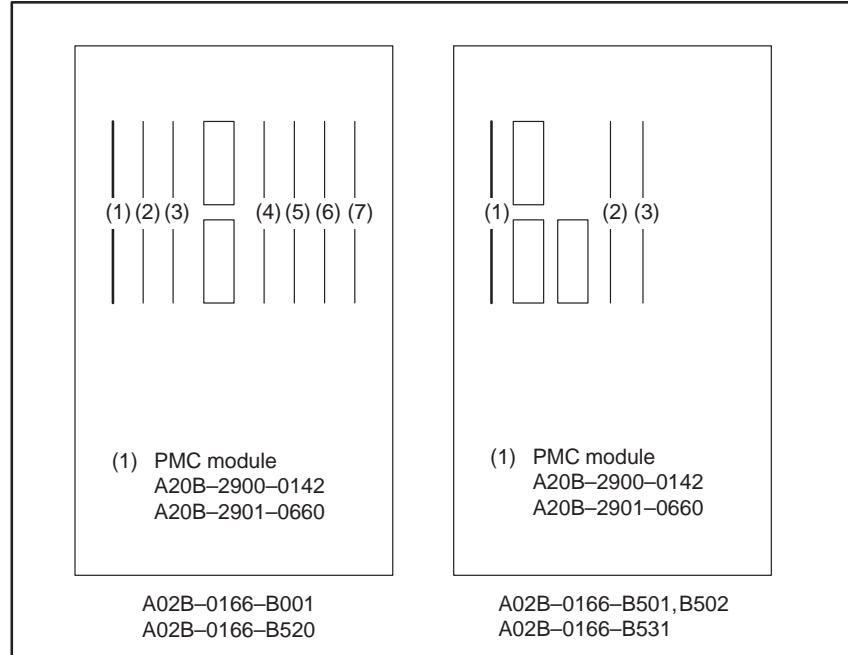 (1) (2) (3) (4) (5) (6) (7)
(1) PMC module
A20B–2900–0142
A20B–2901–0660
A02B–0166–B001
A02B–0166–B520
(1) (2) (3)
(1) PMC module
A20B–2900–0142
A20B–2901–0660
A02B–0166–B501, B502
A02B–0166–B531